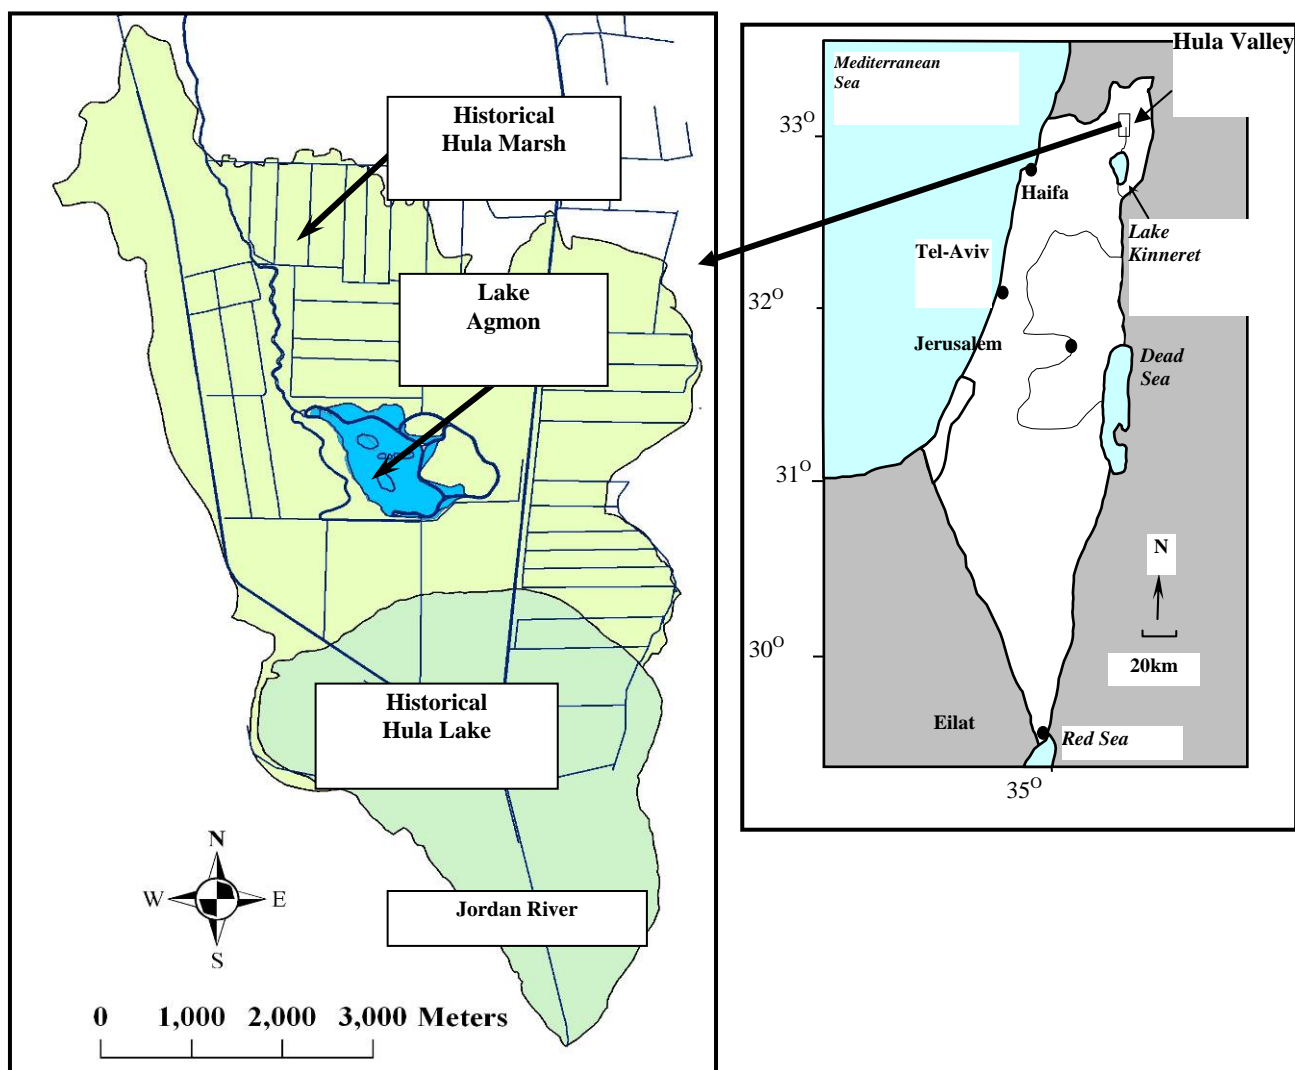 Historical
Hula Marsh
Lake
Agmon
Historical
Hula Lake
Jordan River
N
W
E
S
0 1,000 2,000 3,000 Meters
Hula Valley
Mediterranean
Sea
33O
Haifa
Lake
Kinneret
Tel-Aviv
32O
Jerusalem
Dead
Sea
31O
N
20km
30O
Eilat
Red Sea
35O